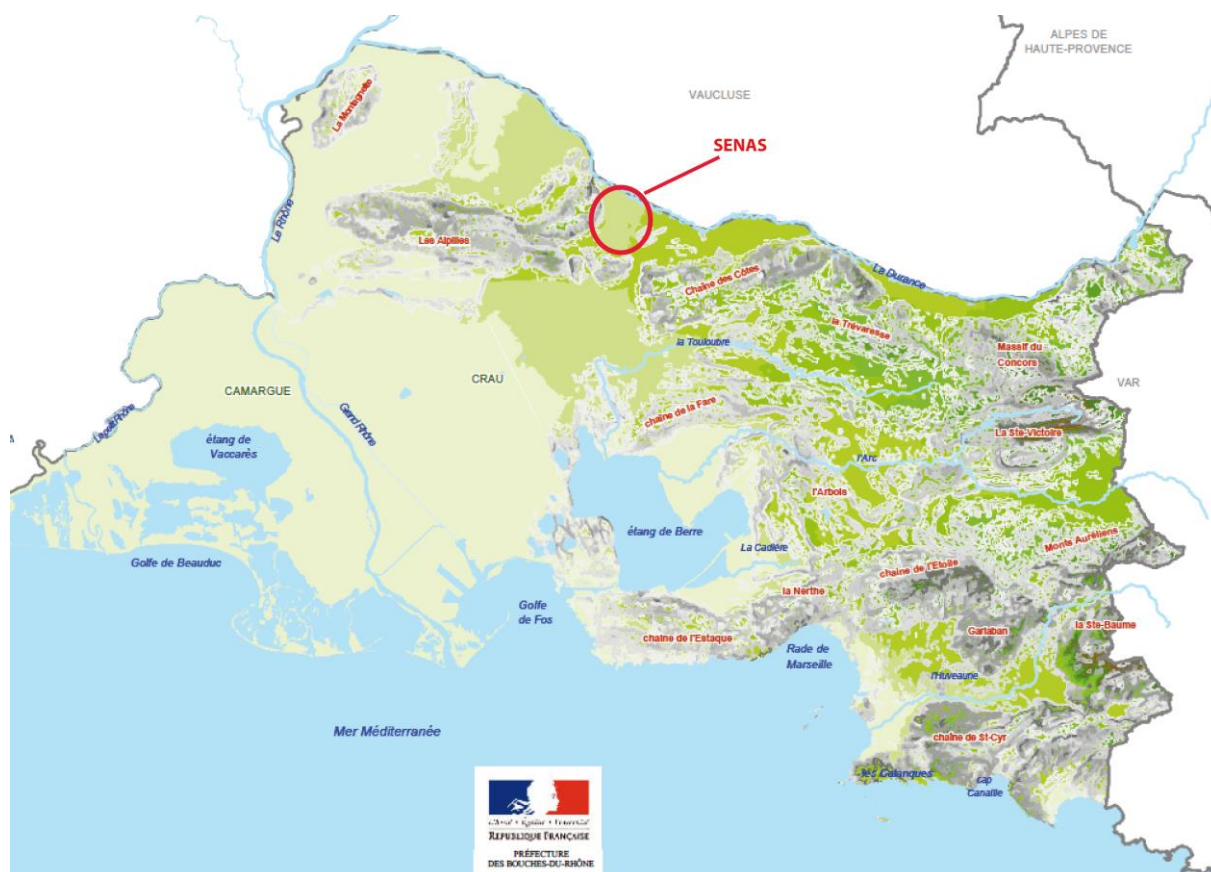 ALPES DE
HAUTE-PROVENCE
VAUCLUSE
SENAS
La Montagnette
Le Rhône
Les Alpilles
Chaîne des Côtes
La Durance
la Trévaresse
la Touloubre
Massif du
Concors
VAR
CRAU
CAMARGUE
Le petit Rhône
Grand Rhône
chaîne de la Fare
La Ste-Victoire
étang de
Vaccarès
l'Arc
l'Arbois
étang de Berre
La Cadière
Monts Auréliens
Golfe de Beauduc
chaîne de l'Etoile
la Nerthe
Golfe
de Fos
chaîne de l'Estaque
Garlaban
la Ste-Baume
Rade de
Marseille
l'Huveaune
Mer Méditerranée
chaîne de St-Cyr
les Calanques
cap
Canaille
Liberté • Égalité • Fraternité
RÉPUBLIQUE FRANÇAISE
PRÉFECTURE
DES BOUCHES-DU-RHÔNE